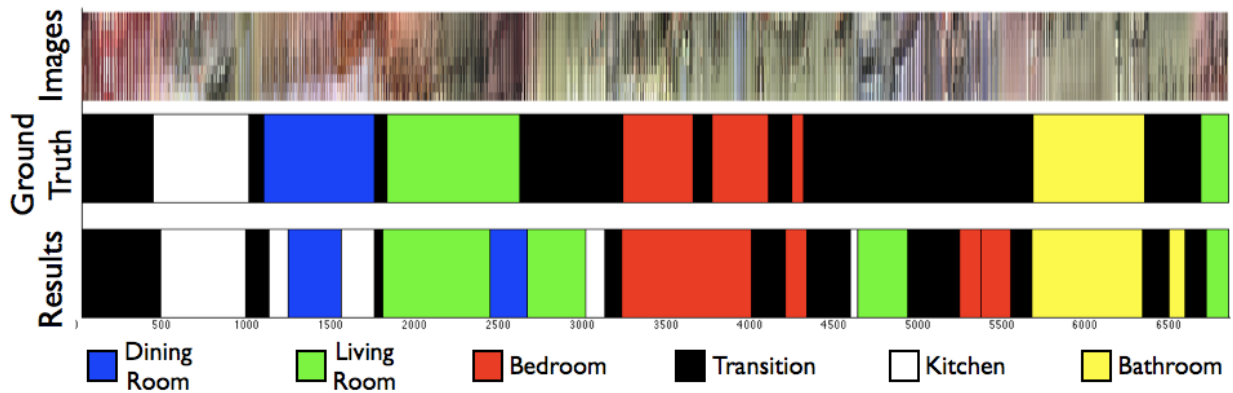 Images
Ground
Truth
Results
500 1000 1500 2000 2500 3000 3500 4000 4500 5000 5500 6000 6500
Dining
Room
Living
Room
Bedroom
Transition
Kitchen
Bathroom